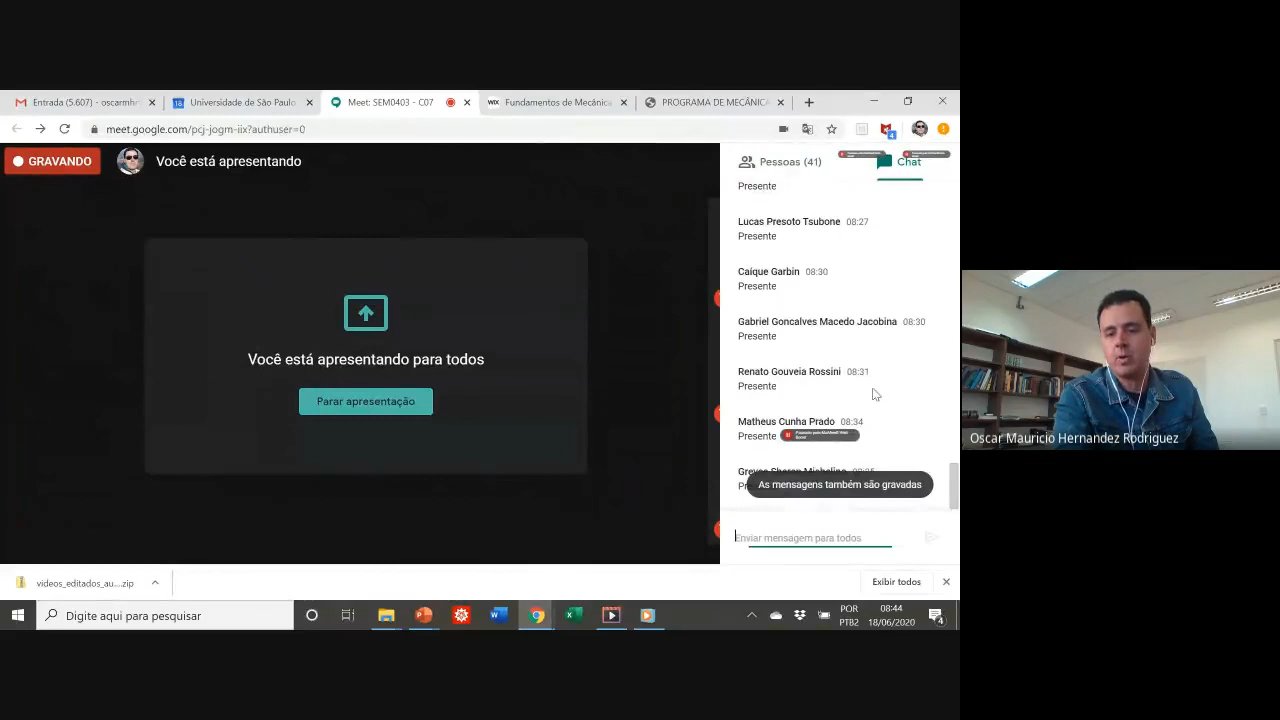 Entrada (5.607) - oscarmhr
Universidade de São Paulo
Meet: SEM0403 - C07
WIX Fundamentos de Mecânica
PROGRAMA DE MECÂNICA
meet.google.com/pcj-jogm-iix?authuser=0
GRAVANDO
Você está apresentando
Pessoas (41)
Chat
Presente
Lucas Presoto Tsubone 08:27
Presente
Caíque Garbin 08:30
Presente
Gabriel Goncalves Macedo Jacobina 08:30
Presente
Renato Gouveia Rossini 08:31
Presente
Matheus Cunha Prado 08:34
Presente
As mensagens também são gravadas
Enviar mensagem para todos
Você está apresentando para todos
Parar apresentação
Oscar Mauricio Hernandez Rodriguez
videos_editados_au....zip
Exibir todos
Digite aqui para pesquisar
POR
PTB2
08:44
18/06/2020
4